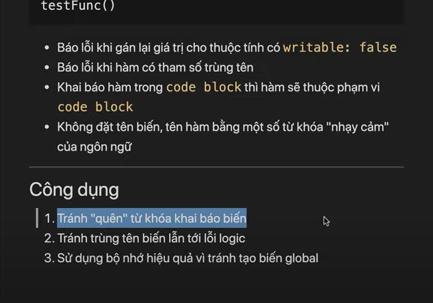 testFunc()
Báo lỗi khi gán lại giá trị cho thuộc tính có writable: false
Báo lỗi khi hàm có tham số trùng tên
Khai báo hàm trong code block thì hàm sẽ thuộc phạm vi
code block
Không đặt tên biến, tên hàm bằng một số từ khóa "nhạy cảm"
của ngôn ngữ
Công dụng
1. Tránh "quên" từ khóa khai báo biến
2. Tránh trùng tên biến lẫn tới lỗi logic
3. Sử dụng bộ nhớ hiệu quả vì tránh tạo biến global